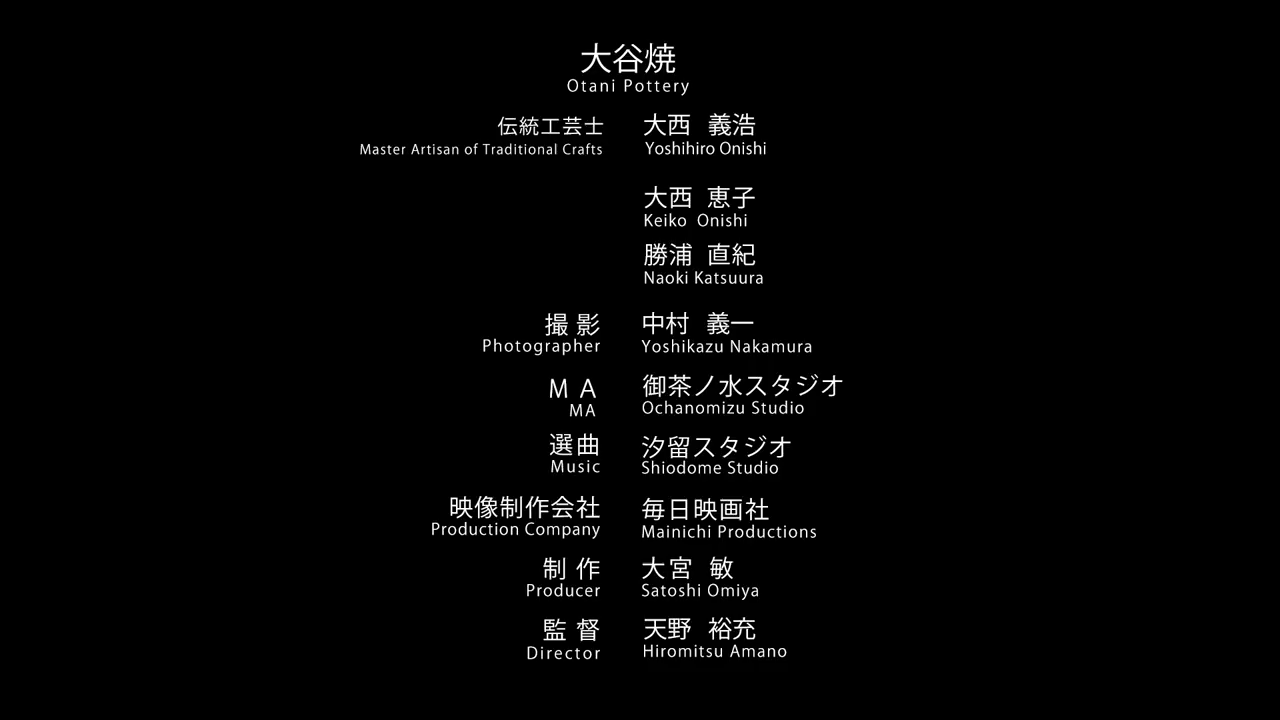 大谷焼
Otani Pottery
伝統工芸士 大西 義浩
Master Artisan of Traditional Crafts Yoshihiro Onishi
大西 恵子
Keiko Onishi
勝浦 直紀
Naoki Katsuura
撮影 中村 義一
Photographer Yoshikazu Nakamura
ＭＡ 御茶ノ水スタジオ
MA Ochanomizu Studio
選曲 汐留スタジオ
Music Shiodome Studio
映像制作会社 毎日映画社
Production Company Mainichi Productions
制作 大宮 敏
Producer Satoshi Omiya
監督 天野 裕充
Director Hiromitsu Amano